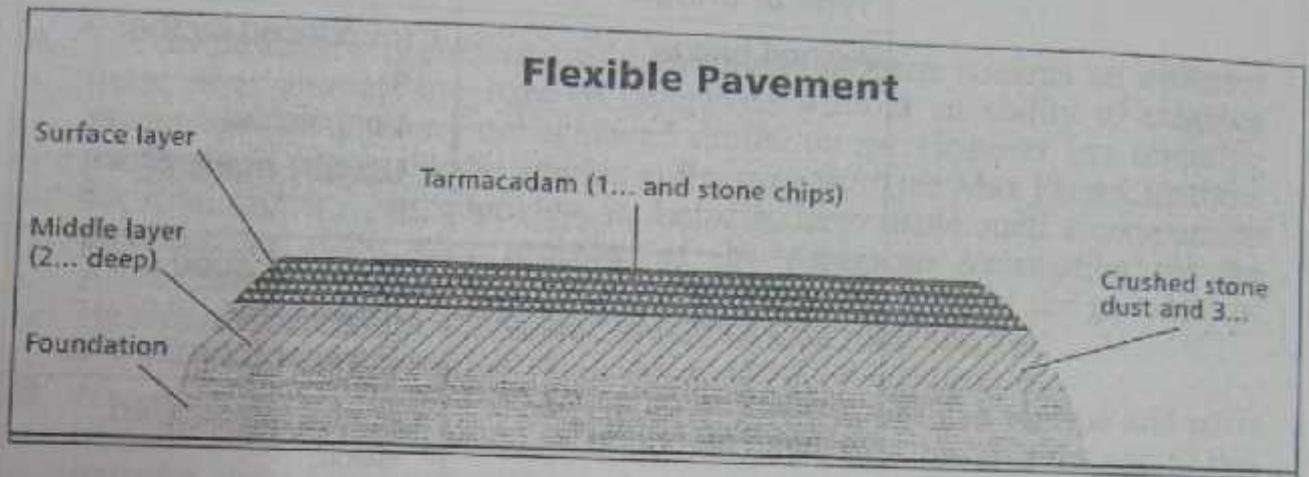 Flexible Pavement
Surface layer
Tarmacadam (1... and stone chips)
Middle layer
(2... deep)
Crushed stone
dust and 3...
Foundation